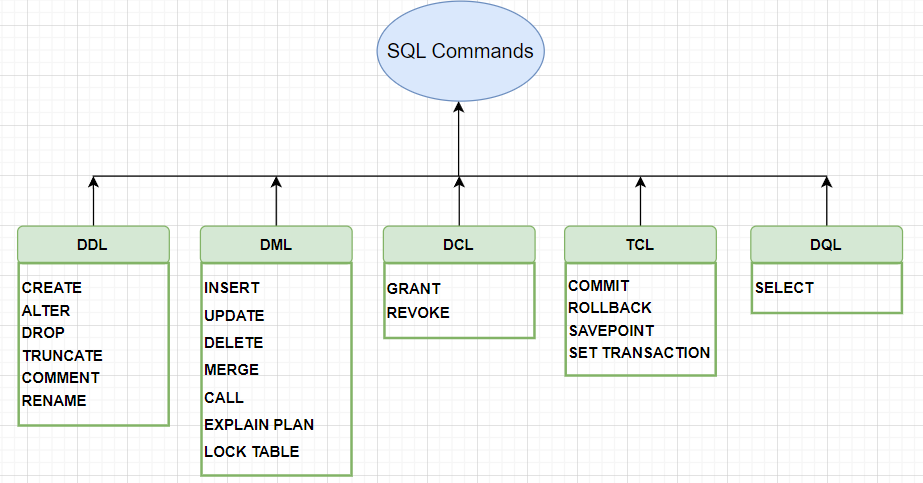 SQL Commands
DDL
CREATE
ALTER
DROP
TRUNCATE
COMMENT
RENAME
DML
INSERT
UPDATE
DELETE
MERGE
CALL
EXPLAIN PLAN
LOCK TABLE
DCL
GRANT
REVOKE
TCL
COMMIT
ROLLBACK
SAVEPOINT
SET TRANSACTION
DQL
SELECT